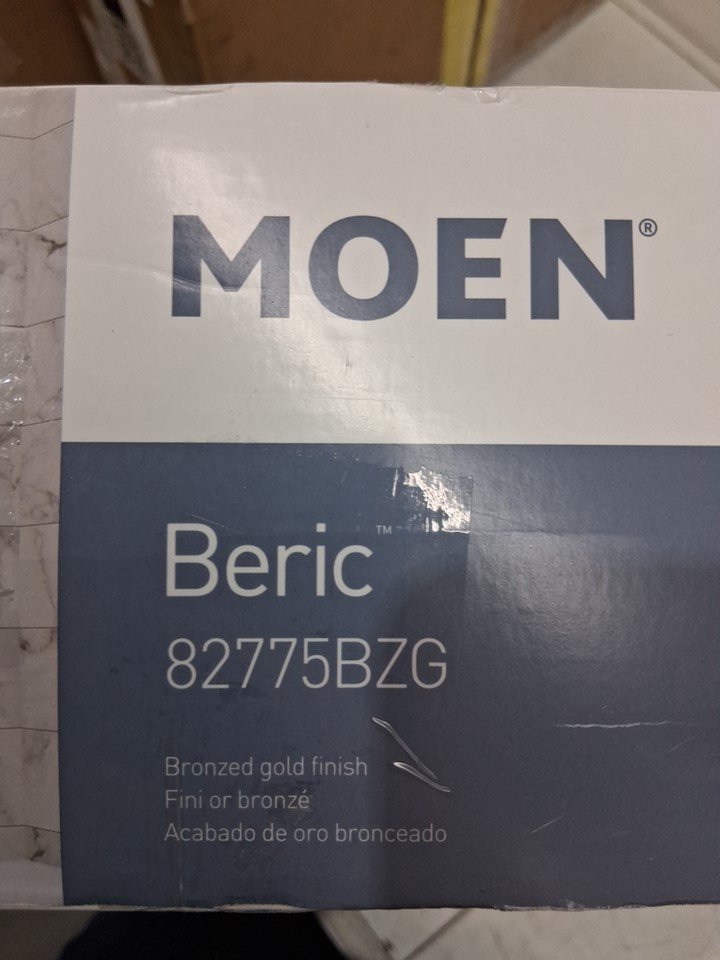 MOEN®
Beric™
82775BZG
Bronzed gold finish
Fini or bronzé
Acabado de oro bronceado